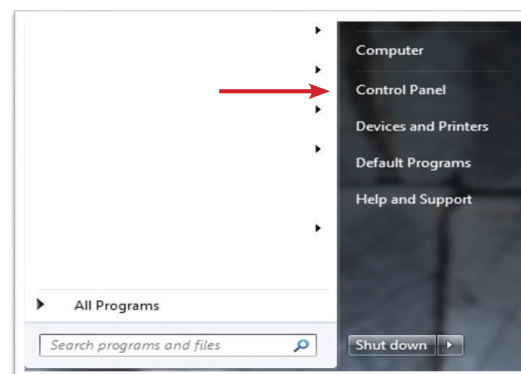 Computer
Control Panel
Devices and Printers
Default Programs
Help and Support
All Programs
Search programs and files
Shut down